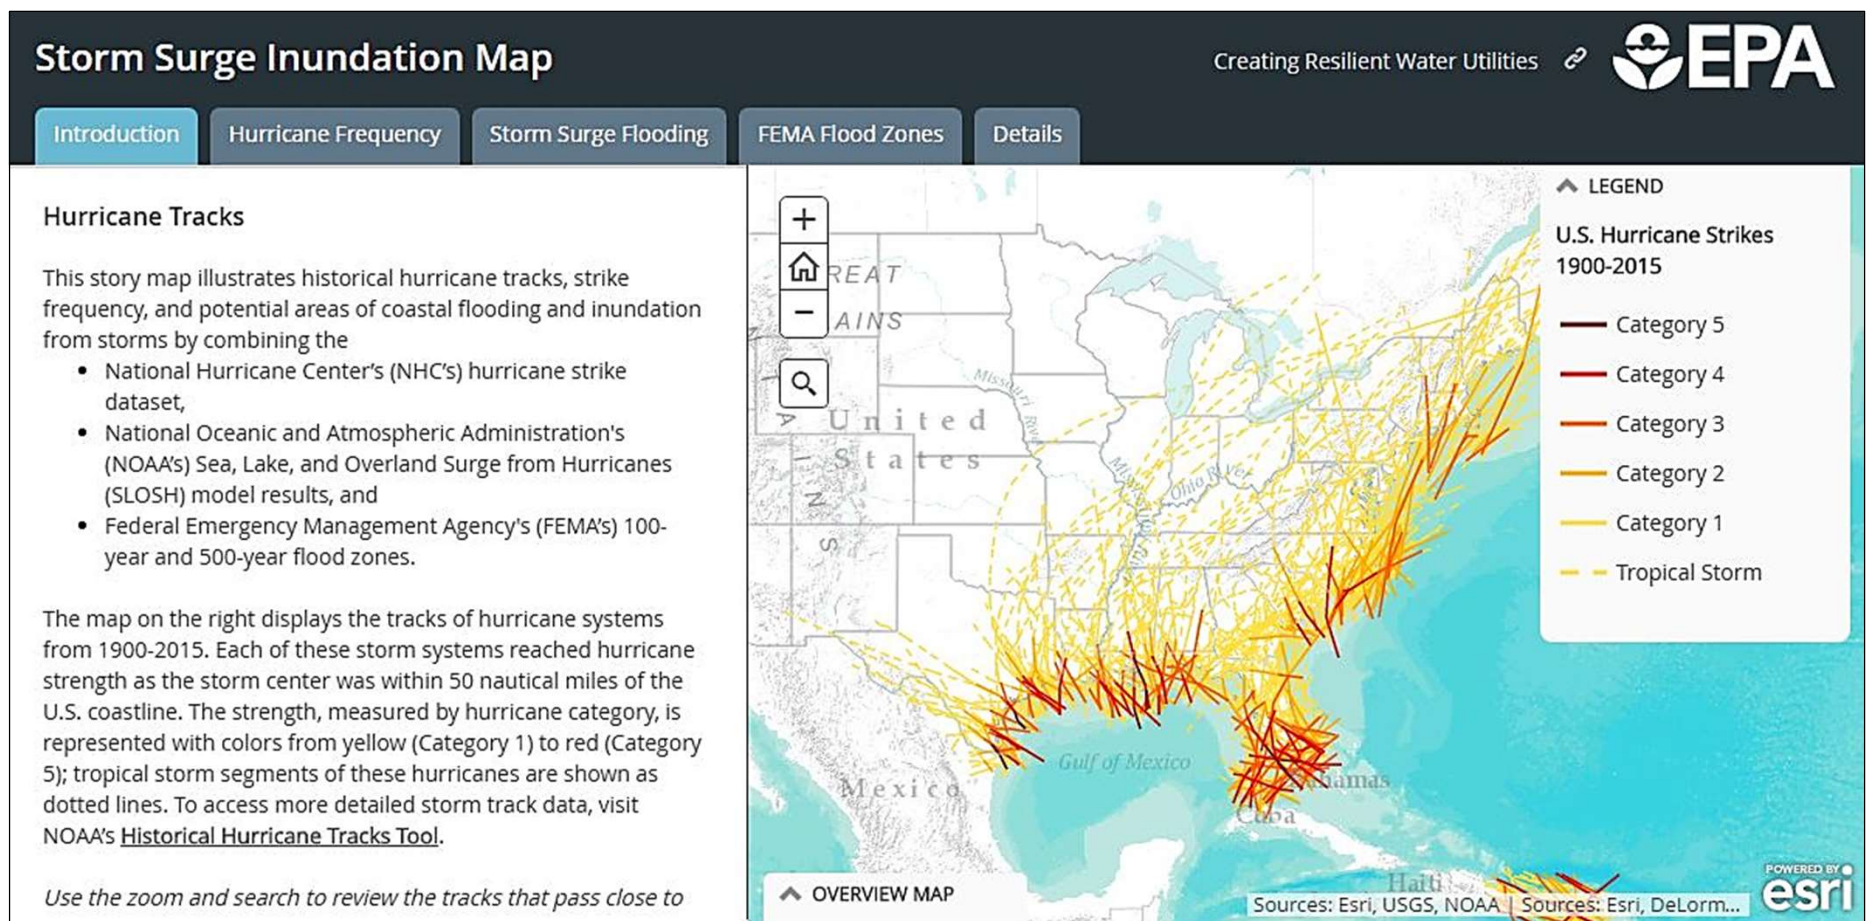 Storm Surge Inundation Map
Creating Resilient Water Utilities
EPA
Introduction
Hurricane Frequency
Storm Surge Flooding
FEMA Flood Zones
Details
Hurricane Tracks
This story map illustrates historical hurricane tracks, strike
frequency, and potential areas of coastal flooding and inundation
from storms by combining the
• National Hurricane Center's (NHC's) hurricane strike
dataset,
• National Oceanic and Atmospheric Administration's
(NOAA's) Sea, Lake, and Overland Surge from Hurricanes
(SLOSH) model results, and
• Federal Emergency Management Agency's (FEMA's) 100-
year and 500-year flood zones.
The map on the right displays the tracks of hurricane systems
from 1900-2015. Each of these storm systems reached hurricane
strength as the storm center was within 50 nautical miles of the
U.S. coastline. The strength, measured by hurricane category, is
represented with colors from yellow (Category 1) to red (Category
5); tropical storm segments of these hurricanes are shown as
dotted lines. To access more detailed storm track data, visit
NOAA's Historical Hurricane Tracks Tool.
Use the zoom and search to review the tracks that pass close to
+
−
REAT
AINS
United
States
Missouri River
Ohio River
Gulf of Mexico
Mexico
Bahamas
Cuba
Haiti
LEGEND
U.S. Hurricane Strikes
1900-2015
Category 5
Category 4
Category 3
Category 2
Category 1
Tropical Storm
OVERVIEW MAP
Sources: Esri, USGS, NOAA | Sources: Esri, DeLorm...
POWERED BY
esri